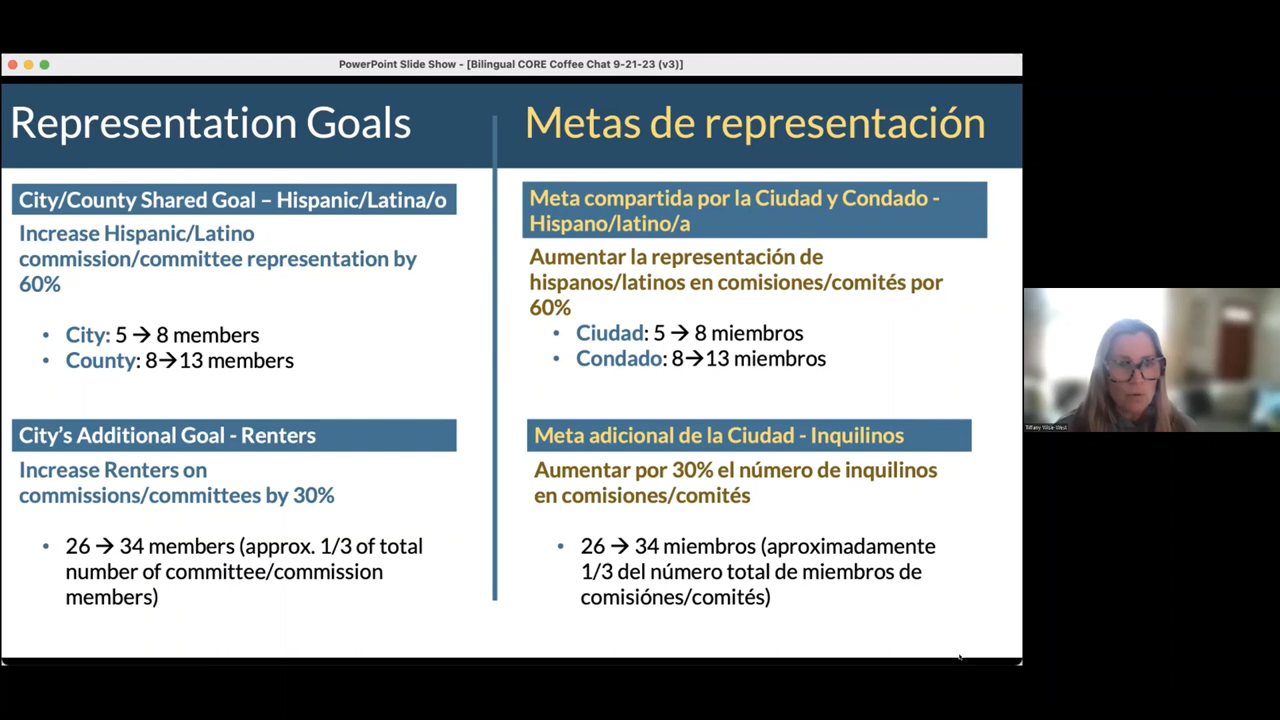 PowerPoint Slide Show - [Bilingual CORE Coffee Chat 9-21-23 (v3)]
Representation Goals
City/County Shared Goal – Hispanic/Latina/o
Increase Hispanic/Latino
commission/committee representation by
60%
• City: 5 → 8 members
• County: 8→13 members
City's Additional Goal - Renters
Increase Renters on
commissions/committees by 30%
• 26 → 34 members (approx. 1/3 of total
number of committee/commission
members)
Metas de representación
Meta compartida por la Ciudad y Condado -
Hispano/latino/a
Aumentar la representación de
hispanos/latinos en comisiones/comités por
60%
• Ciudad: 5 → 8 miembros
• Condado: 8→13 miembros
Meta adicional de la Ciudad - Inquilinos
Aumentar por 30% el número de inquilinos
en comisiones/comités
• 26 → 34 miembros (aproximadamente
1/3 del número total de miembros de
comisiónes/comités)
Tiffany Wise-West